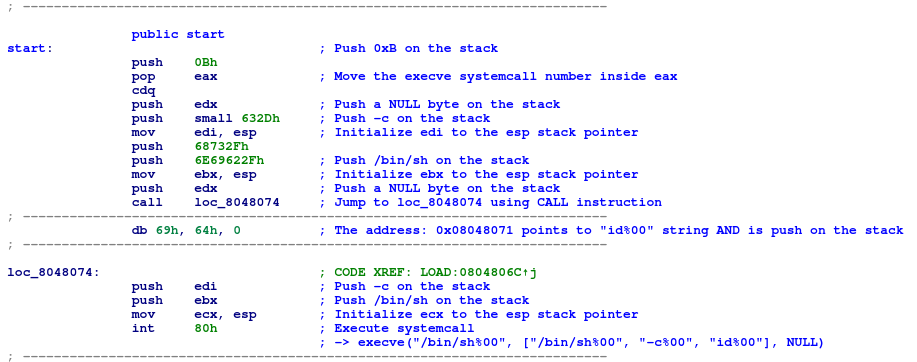 ; ----------------------------------------------------------------------------
public start
start: ; Push 0xB on the stack
push 0Bh
pop eax ; Move the execve systemcall number inside eax
cdq
push edx ; Push a NULL byte on the stack
push small 632Dh ; Push -c on the stack
mov edi, esp ; Initialize edi to the esp stack pointer
push 68732Fh
push 6E69622Fh ; Push /bin/sh on the stack
mov ebx, esp ; Initialize ebx to the esp stack pointer
push edx ; Push a NULL byte on the stack
call loc_8048074 ; Jump to loc_8048074 using CALL instruction
; ----------------------------------------------------------------------------
db 69h, 64h, 0 ; The address: 0x08048071 points to "id%00" string AND is push on the stack
; ----------------------------------------------------------------------------
loc_8048074: ; CODE XREF: LOAD:0804806C↑j
push edi ; Push -c on the stack
push ebx ; Push /bin/sh on the stack
mov ecx, esp ; Initialize ecx to the esp stack pointer
int 80h ; Execute systemcall
; -> execve("/bin/sh%00", ["/bin/sh%00", "-c%00", "id%00"], NULL)
; ----------------------------------------------------------------------------